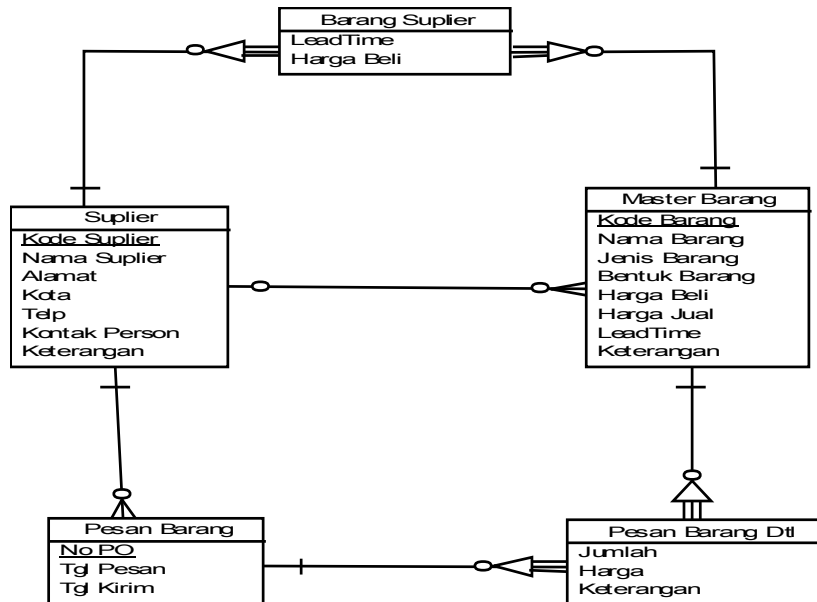 Barang Suplier
LeadTime
Harga Beli
Suplier
Kode Suplier
Nama Suplier
Alamat
Kota
Telp
Kontak Person
Keterangan
Master Barang
Kode Barang
Nama Barang
Jenis Barang
Bentuk Barang
Harga Beli
Harga Jual
LeadTime
Keterangan
Pesan Barang
No PO
Tgl Pesan
Tgl Kirim
Pesan Barang Dtl
Jumlah
Harga
Keterangan